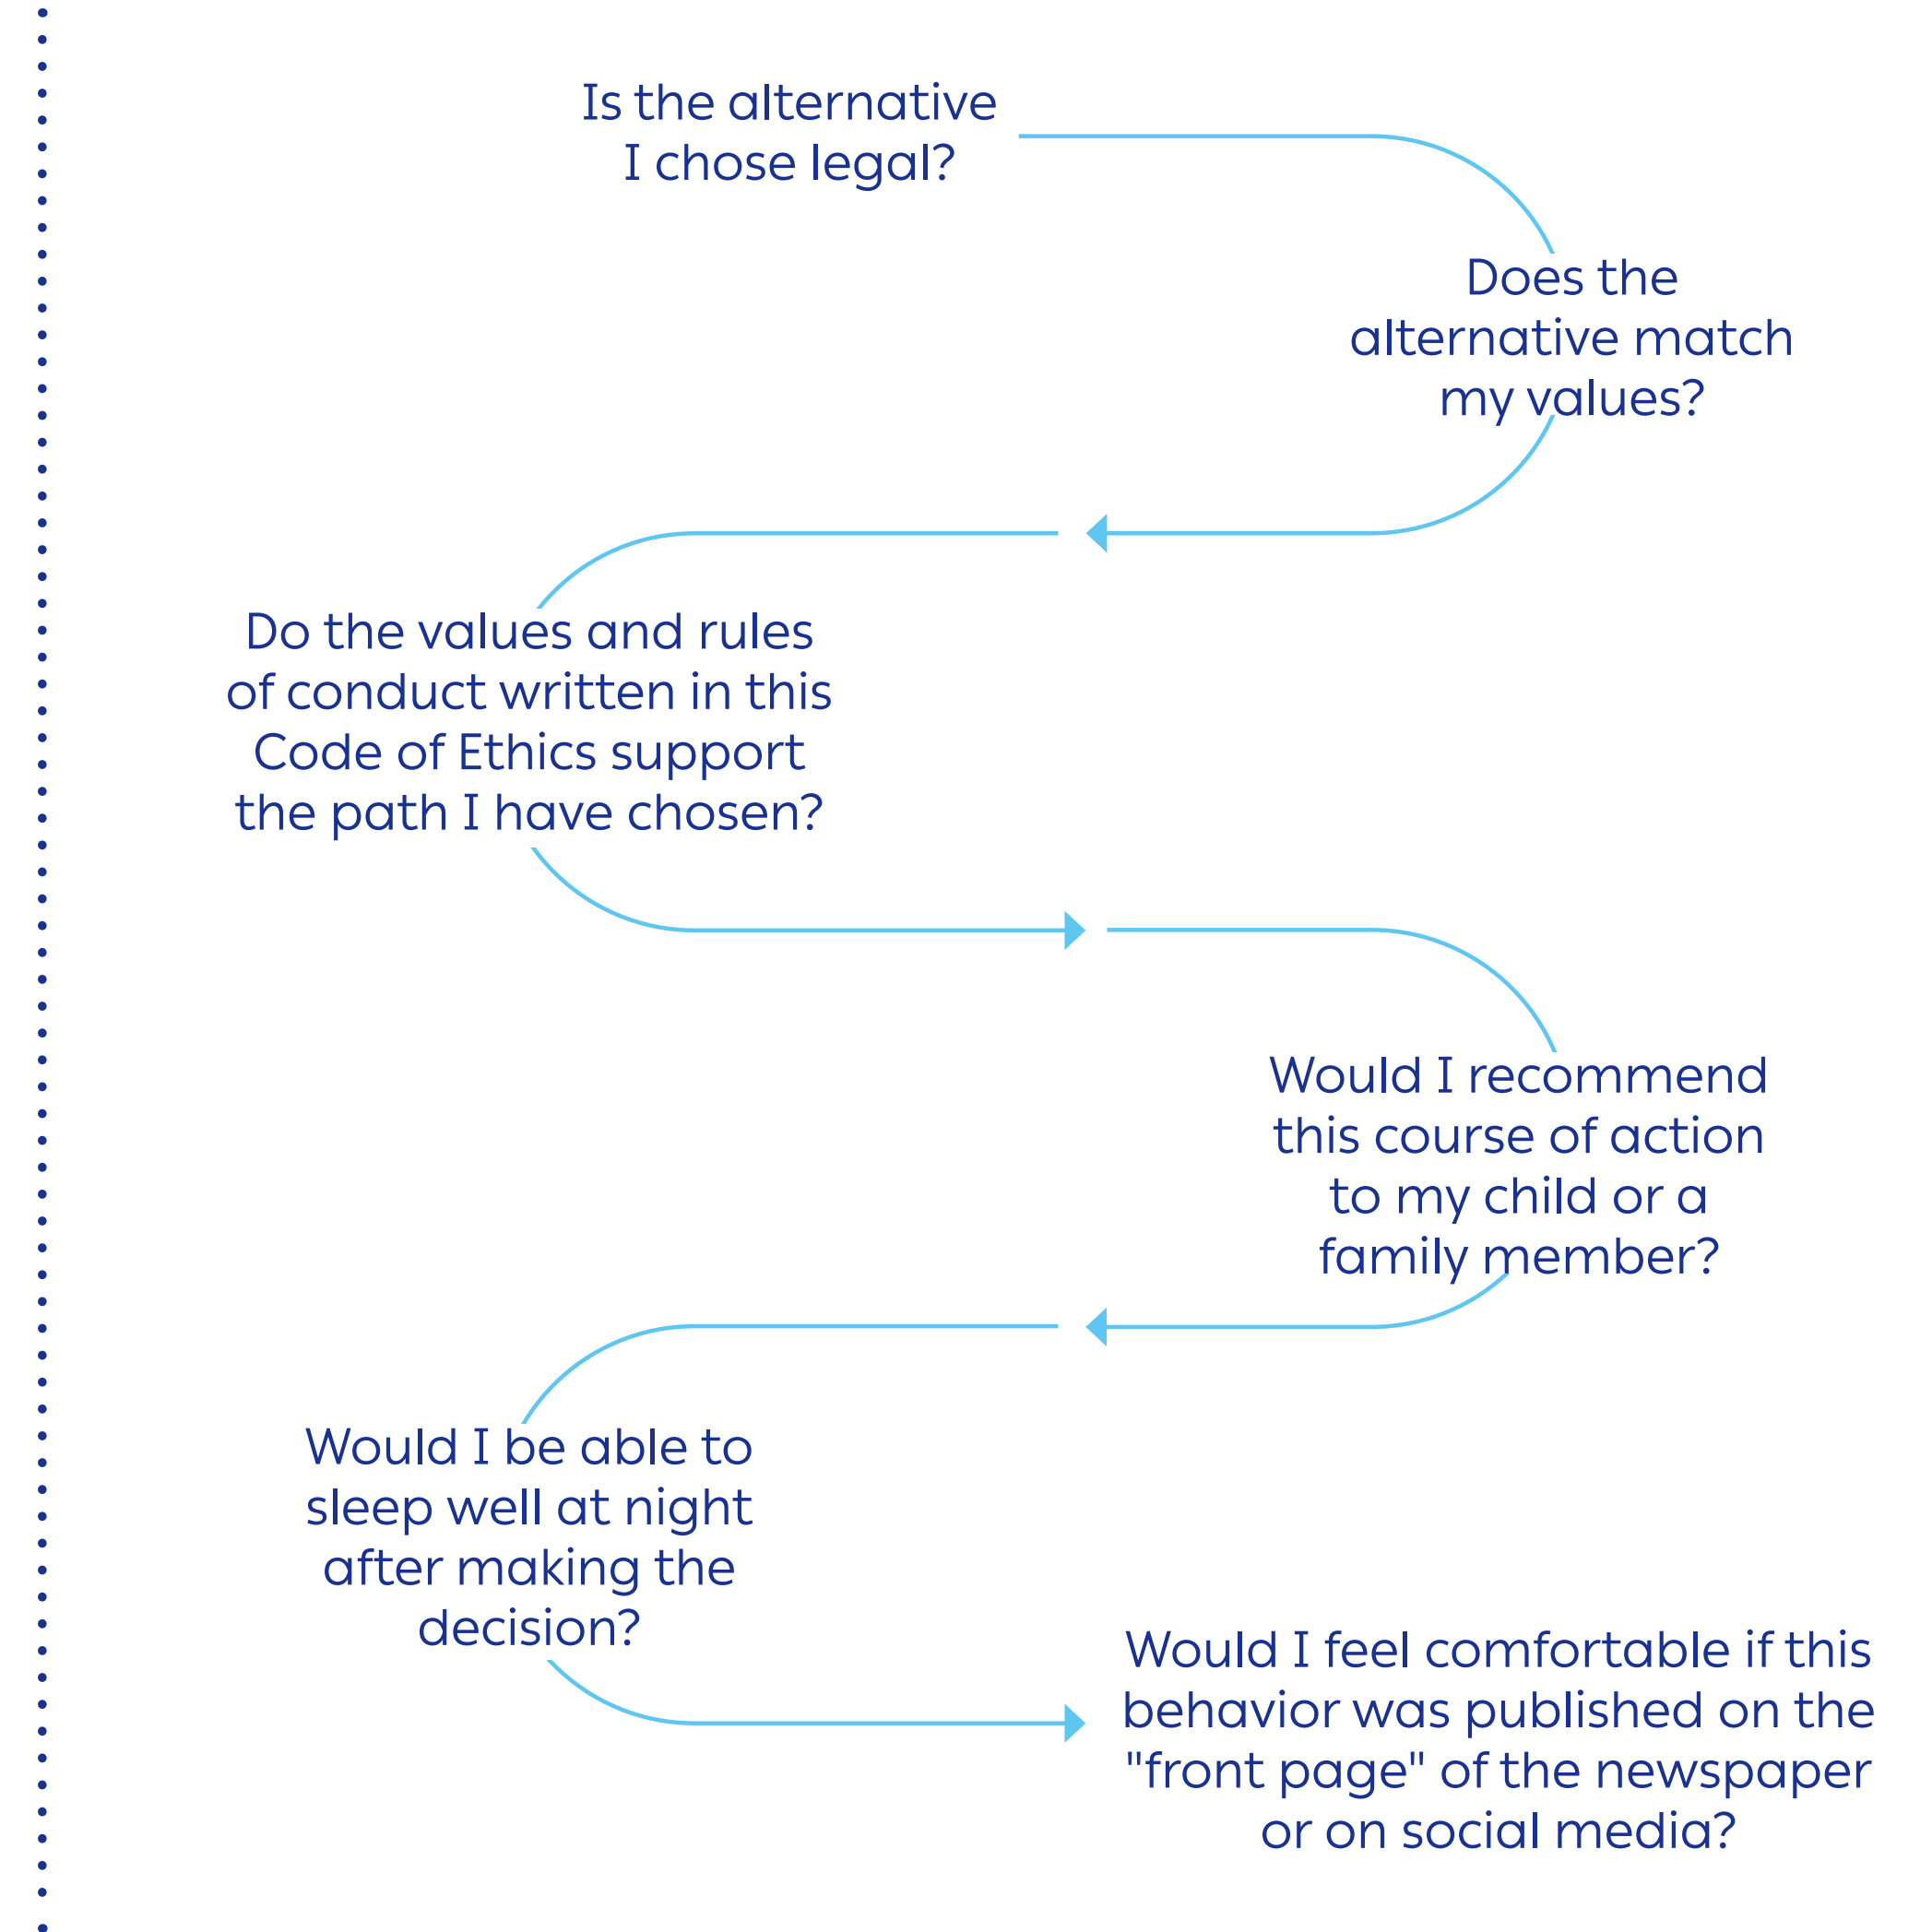 Is the alternative
I chose legal?
Does the
alternative match
my values?
Do the values and rules
of conduct written in this
Code of Ethics support
the path I have chosen?
Would I recommend
this course of action
to my child or a
family member?
Would I be able to
sleep well at night
after making the
decision?
Would I feel comfortable if this
behavior was published on the
"front page" of the newspaper
or on social media?